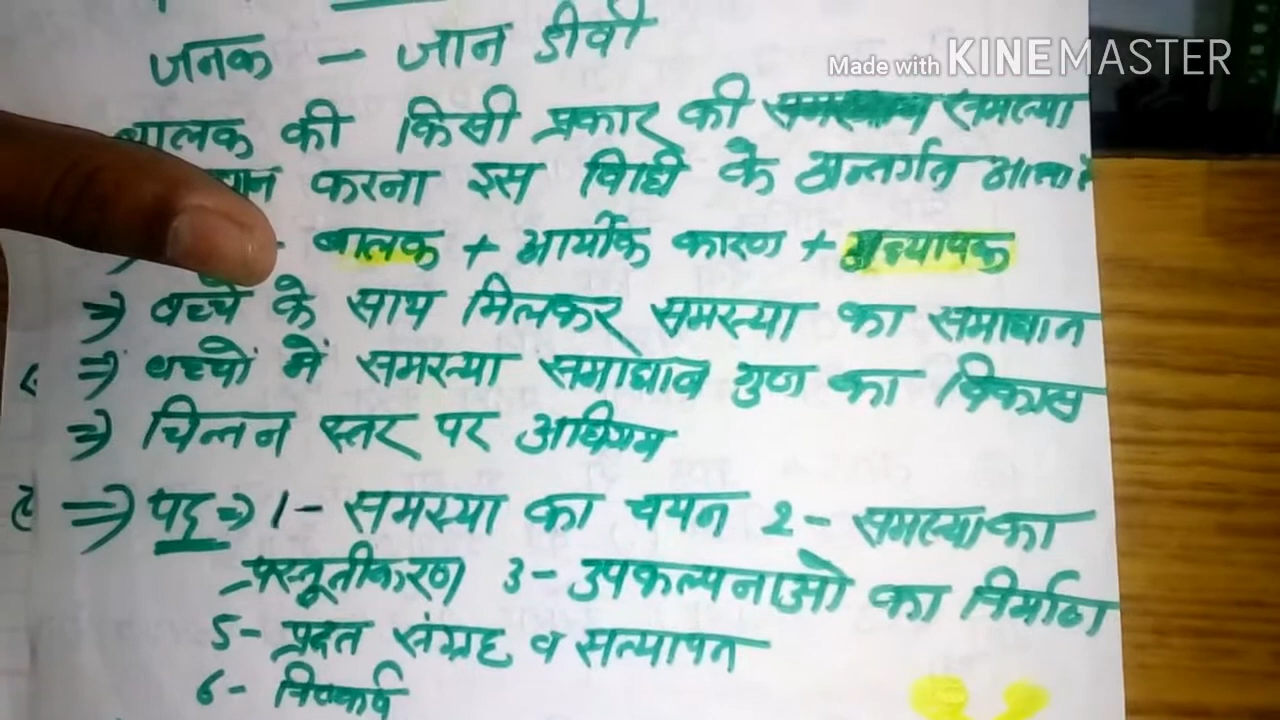 Made with KINEMASTER
जनक - जान डीवी
बालक की किसी प्रकार की समस्या
करना इस विधि के अन्तर्गत आता है
बालक + आर्थिक कारण + अध्यापक
⇒ बच्चे के साथ मिलकर समस्या का समाधान
⇒ बच्चों में समस्या समाधान गुण का विकास
⇒ चिन्तन स्तर पर अधिगम
⇒ पद ⇒ 1- समस्या का चयन 2- समस्या का
प्रस्तूतीकरण 3- उपकल्पनाओ का निर्माण
5- प्रदत संग्रह व सत्यापन
6- निष्कर्ष